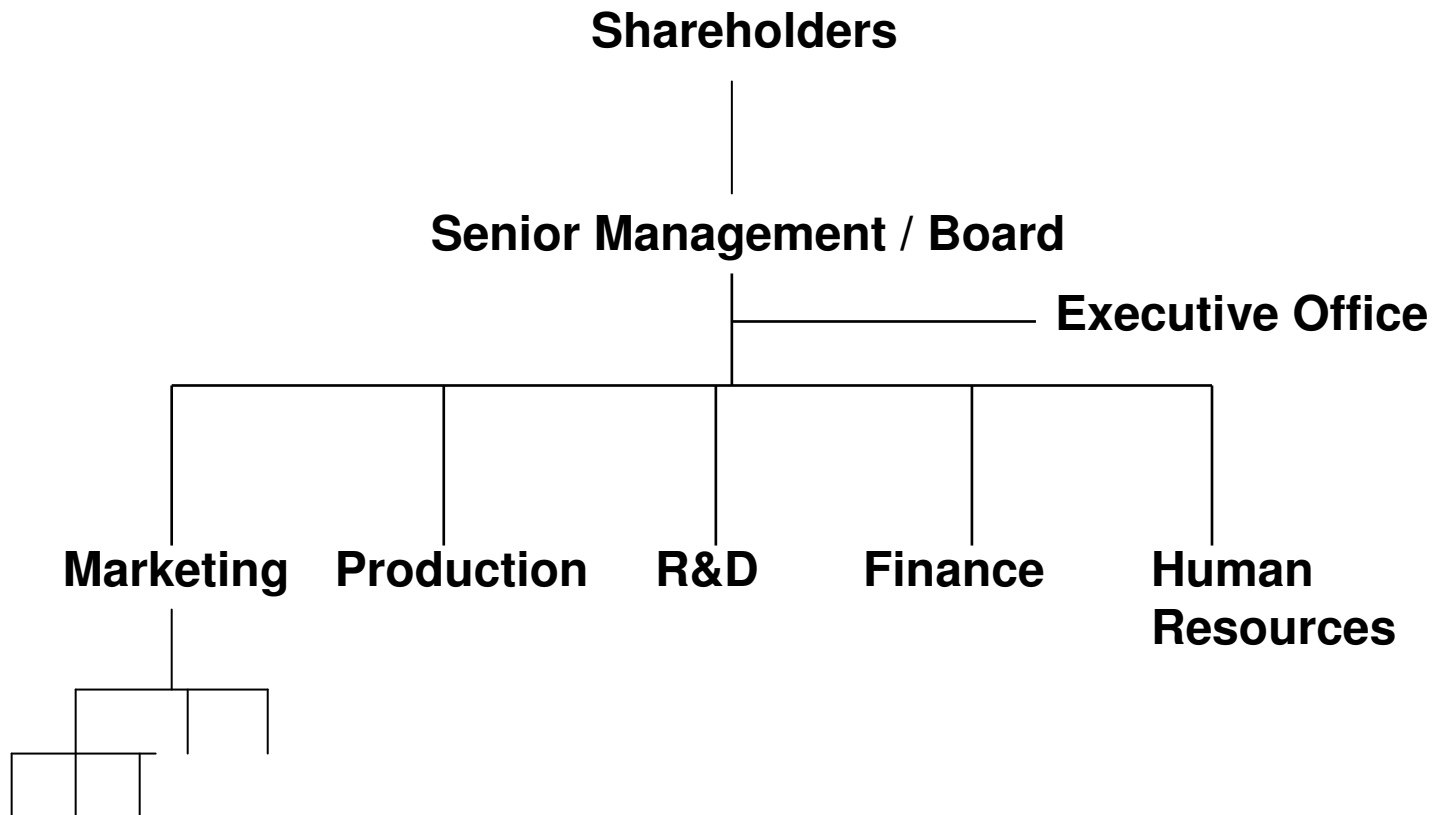 Shareholders
Senior Management / Board
Executive Office
Marketing
Production
R&D
Finance
Human
Resources